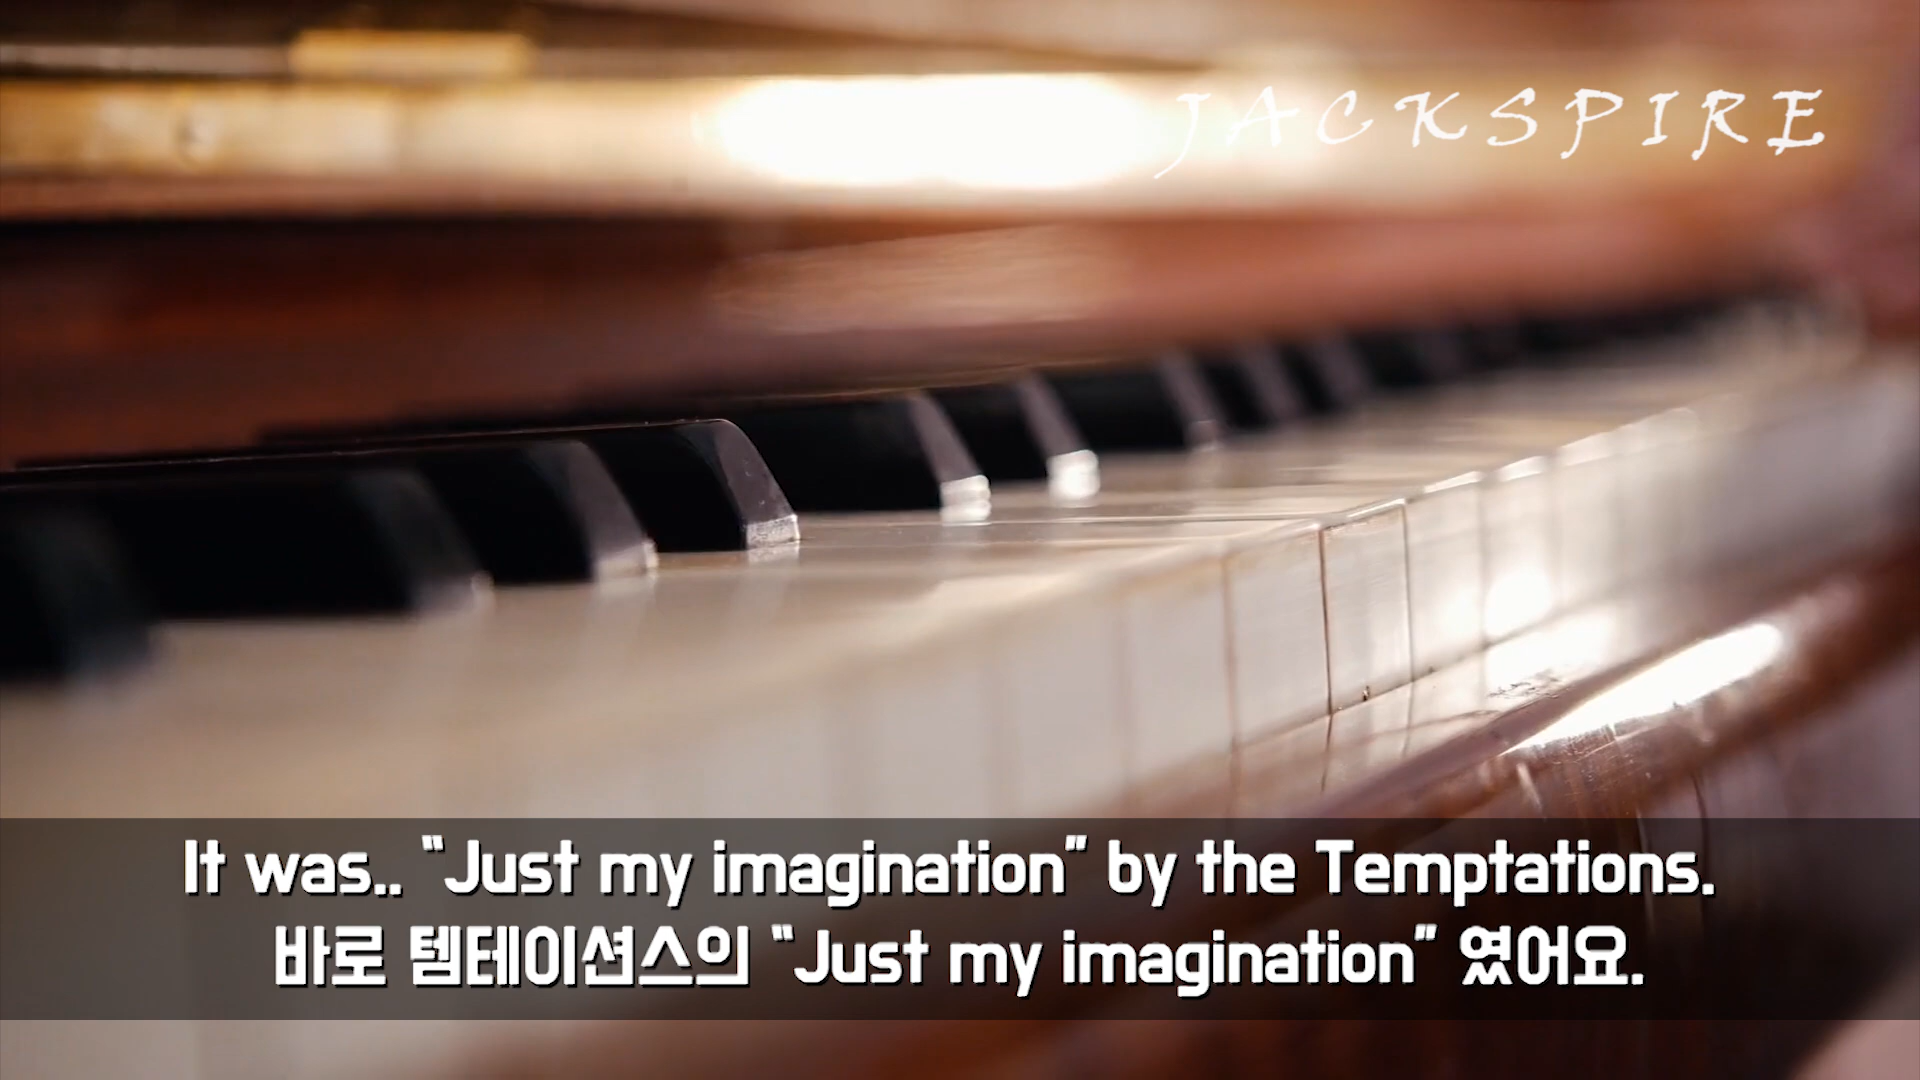 JACKSPIRE
It was.. "Just my imagination" by the Temptations.
바로 템테이션스의 "Just my imagination" 였어요.